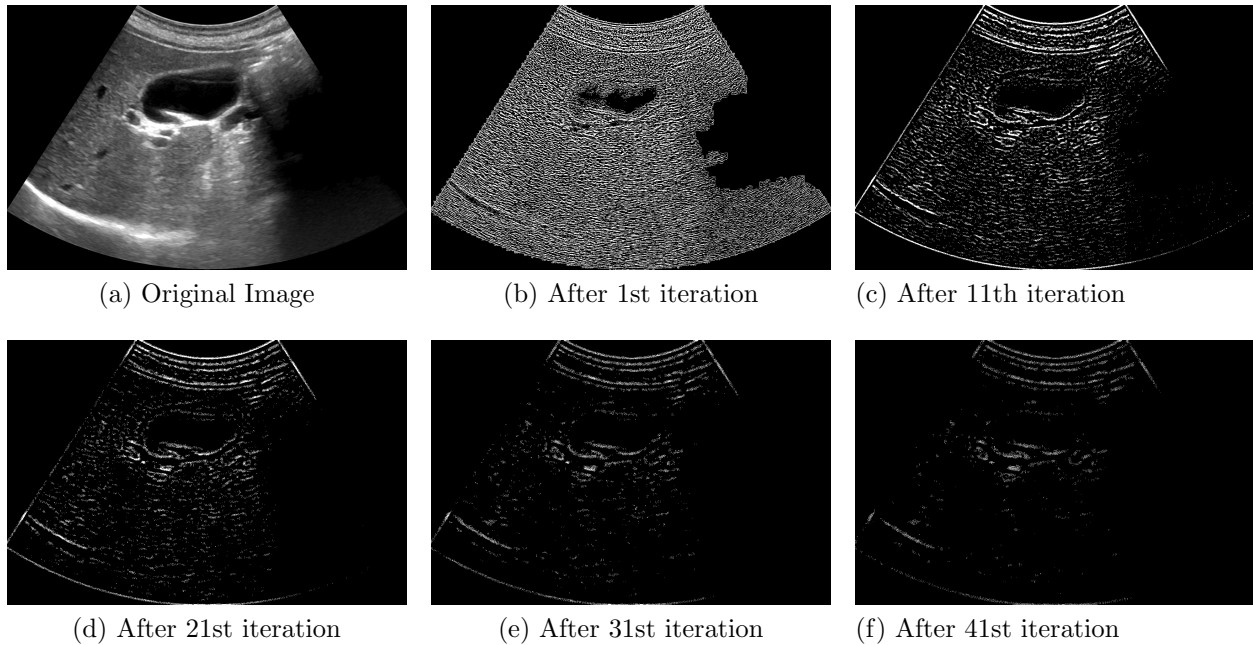 (a) Original Image
(b) After 1st iteration
(c) After 11th iteration
(d) After 21st iteration
(e) After 31st iteration
(f) After 41st iteration